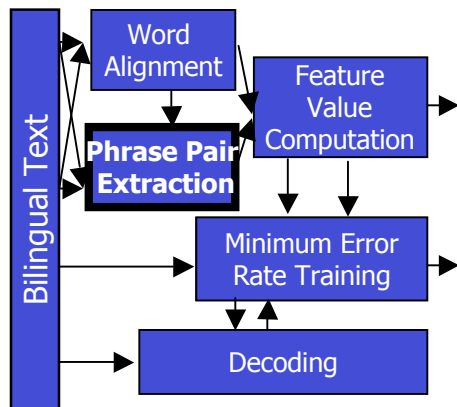 Bilingual Text
Word
Alignment
Phrase Pair
Extraction
Feature
Value
Computation
Minimum Error
Rate Training
Decoding